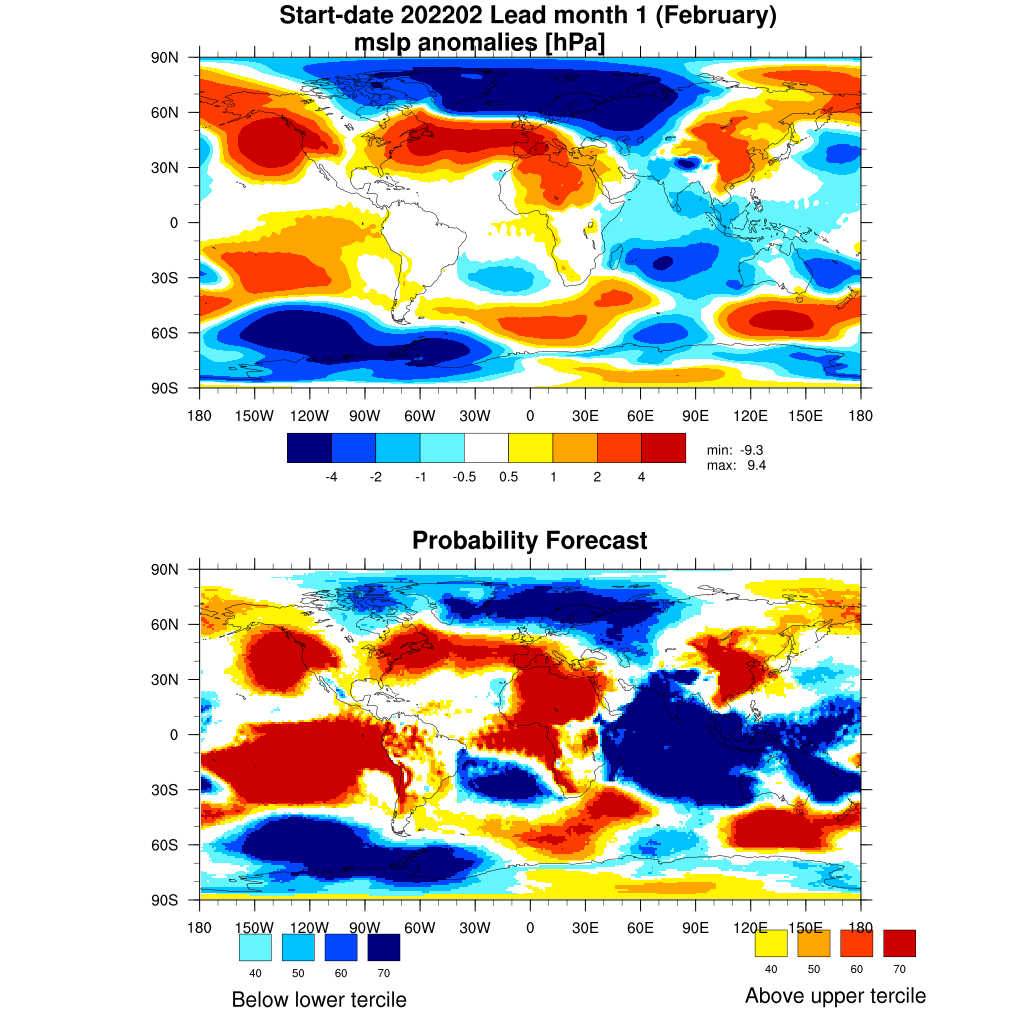 Start-date 202202 Lead month 1 (February)
mslp anomalies [hPa]
90N
60N
30N
0
30S
60S
90S
180 150W 120W 90W 60W 30W 0 30E 60E 90E 120E 150E 180
-4 -2 -1 -0.5 0.5 1 2 4
min: -9.3
max: 9.4
Probability Forecast
90N
60N
30N
0
30S
60S
90S
180 150W 120W 90W 60W 30W 0 30E 60E 90E 120E 150E 180
40 50 60 70
40 50 60 70
Below lower tercile
Above upper tercile